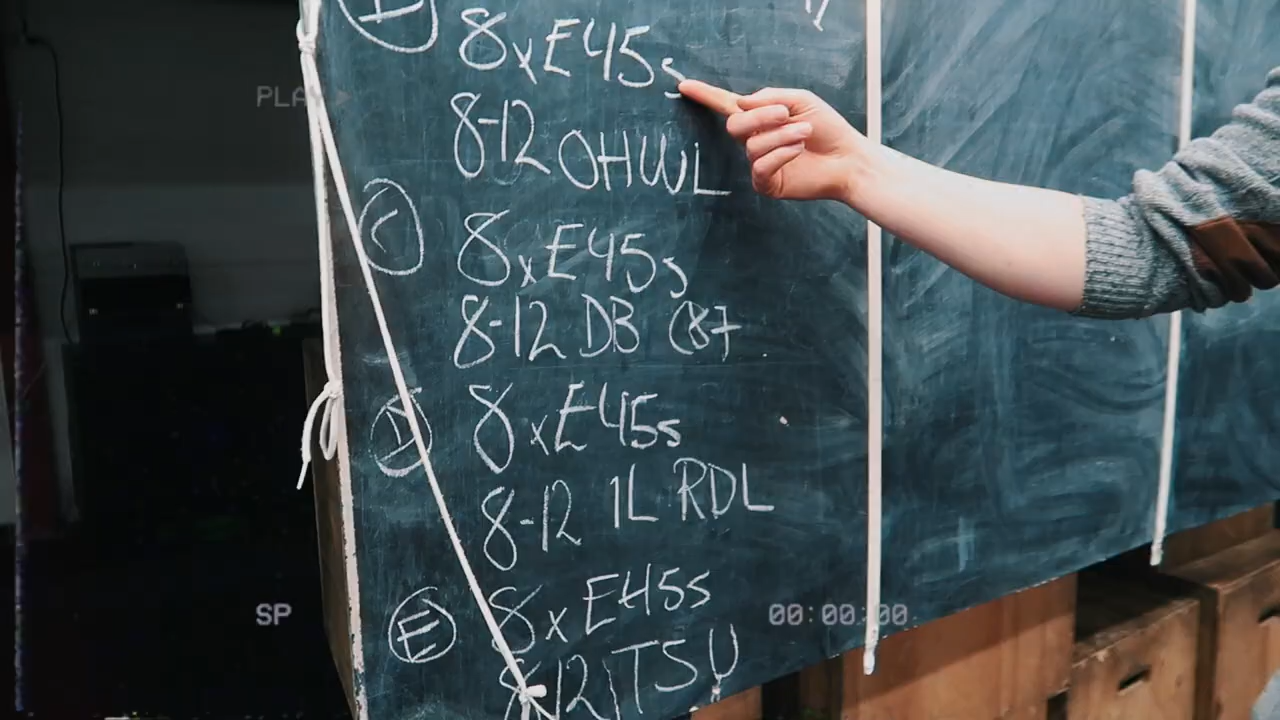 8xE45s
PLAY
8-12 OHWL
C 8xE45s
8-12 DB (87
D 8xE45s
8-12 1L RDL
E 8xE45s
SP
00:00:00
8-12 TSU